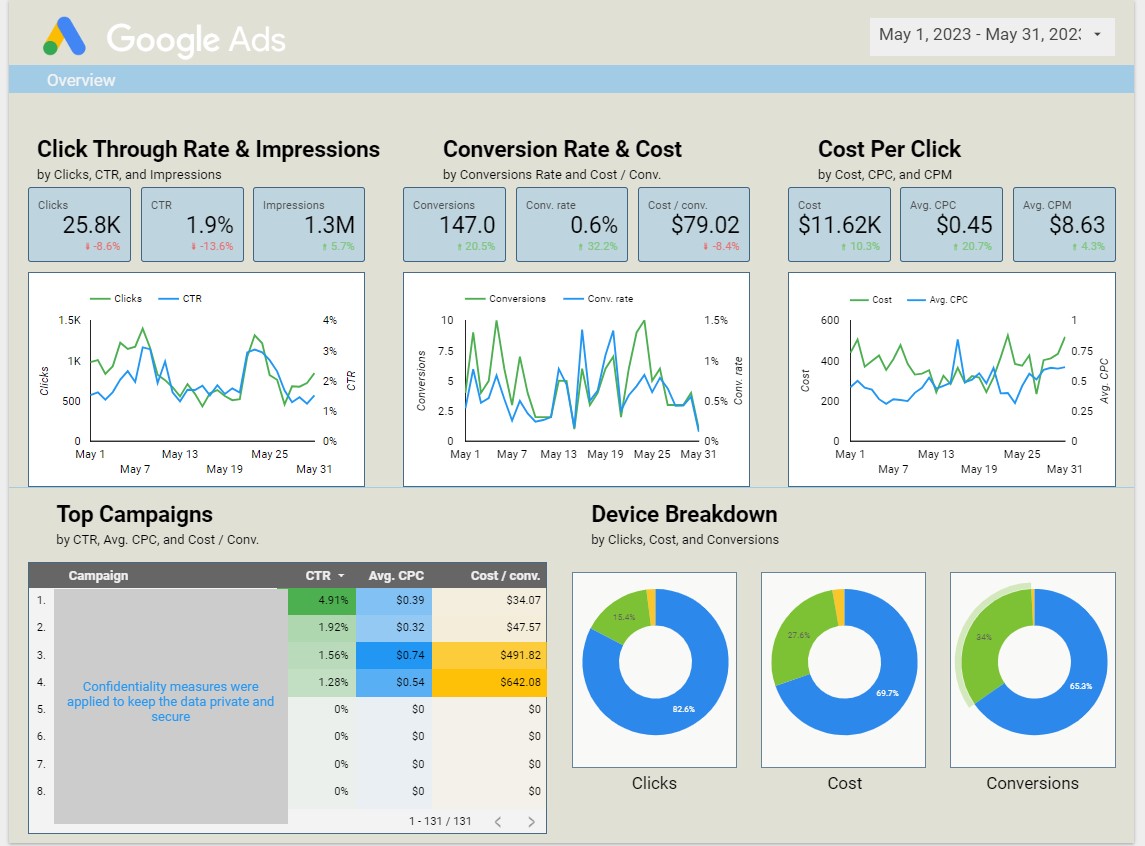 Google Ads
May 1, 2023 - May 31, 202
Overview
Click Through Rate & Impressions
by Clicks, CTR, and Impressions
Clicks
25.8K
-8.6%
CTR
1.9%
-13.6%
Impressions
1.3M
5.7%
Clicks CTR
1.5K
1K
500
0
4%
3%
2%
1%
0%
Clicks
CTR
May 1 May 13 May 25
May 7 May 19 May 31
Conversion Rate & Cost
by Conversions Rate and Cost / Conv.
Conversions
147.0
20.5%
Conv. rate
0.6%
32.2%
Cost / conv.
$79.02
-8.4%
Conversions Conv. rate
10
7.5
5
2.5
0
1.5%
1%
0.5%
0%
Conversions
Conv. rate
May 1 May 13 May 25
May 7 May 19 May 31
Cost Per Click
by Cost, CPC, and CPM
Cost
$11.62K
10.3%
Avg. CPC
$0.45
20.7%
Avg. CPM
$8.63
4.3%
Cost Avg. CPC
600
400
200
0
1
0.75
0.5
0.25
0
Cost
Avg. CPC
May 1 May 13 May 25
May 7 May 19 May 31
Top Campaigns
by CTR, Avg. CPC, and Cost / Conv.
Campaign CTR Avg. CPC Cost / conv.
1. 4.91% $0.39 $34.07
2. 1.92% $0.32 $47.57
3. 1.56% $0.74 $491.82
4. 1.28% $0.54 $642.08
5. 0% $0 $0
6. 0% $0 $0
7. 0% $0 $0
8. 0% $0 $0
Confidentiality measures were
applied to keep the data private and
secure
1 - 131 / 131
Device Breakdown
by Clicks, Cost, and Conversions
15.4%
82.6%
Clicks
27.6%
69.7%
Cost
34%
65.3%
Conversions